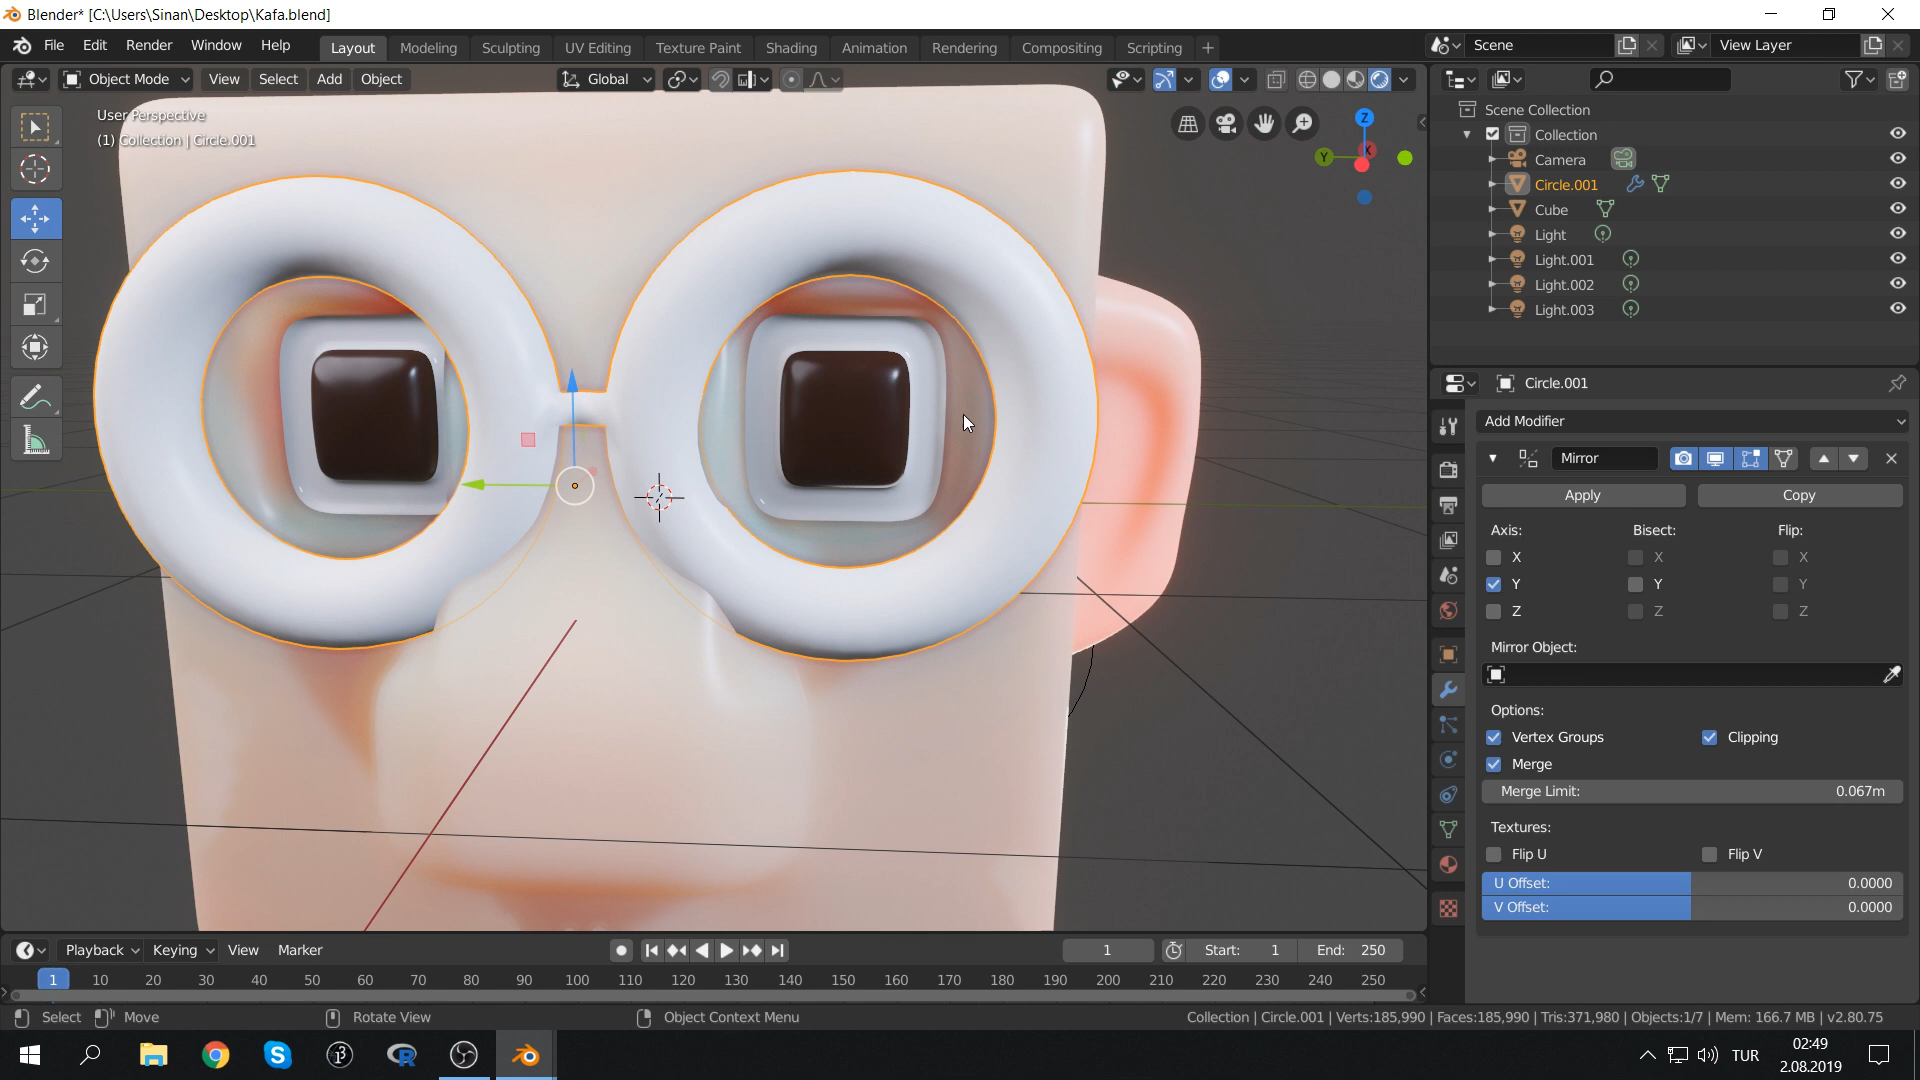 Blender* [C:\Users\Sinan\Desktop\Kafa.blend]
File Edit Render Window Help Layout Modeling Sculpting UV Editing Texture Paint Shading Animation Rendering Compositing Scripting + Scene View Layer
Object Mode View Select Add Object Global
User Perspective
(1) Collection | Circle.001
Z
Y X
Scene Collection
Collection
Camera
Circle.001
Cube
Light
Light.001
Light.002
Light.003
Circle.001
Add Modifier
Mirror
Apply Copy
Axis: Bisect: Flip:
X X X
Y Y Y
Z Z Z
Mirror Object:
Options:
Vertex Groups Clipping
Merge
Merge Limit: 0.067m
Textures:
Flip U Flip V
U Offset: 0.0000
V Offset: 0.0000
Playback Keying View Marker 1 Start: 1 End: 250
1 10 20 30 40 50 60 70 80 90 100 110 120 130 140 150 160 170 180 190 200 210 220 230 240 250
Select Move Rotate View Object Context Menu Collection | Circle.001 | Verts:185,990 | Faces:185,990 | Tris:371,980 | Objects:1/7 | Mem: 166.7 MB | v2.80.75
TUR 02:49
2.08.2019